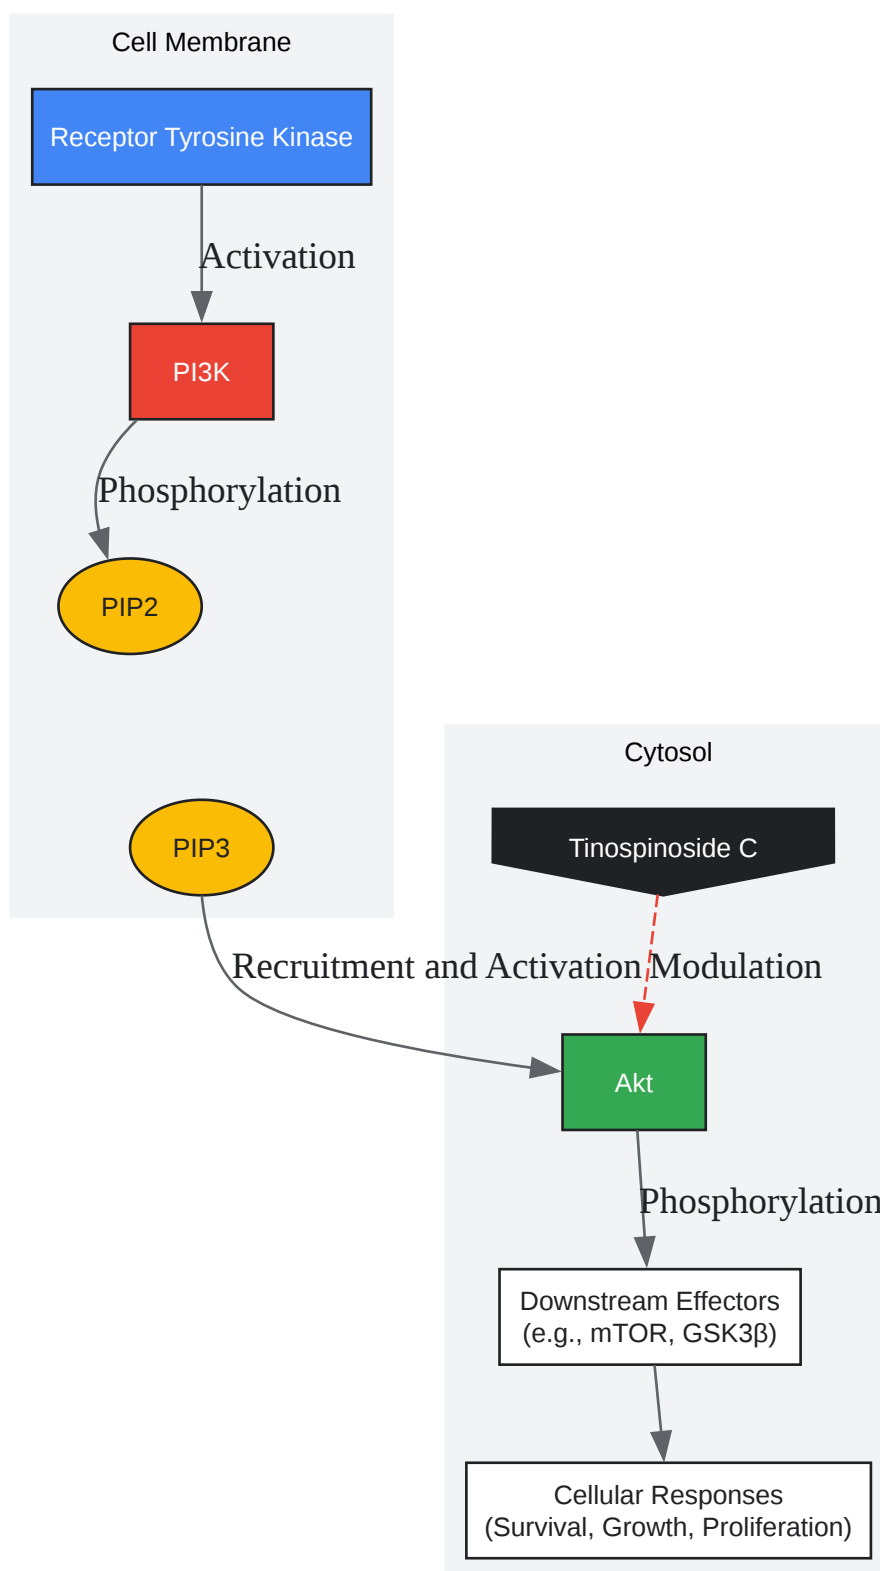 Cell Membrane
Receptor Tyrosine Kinase
Activation
PI3K
Phosphorylation
PIP2
Cytosol
PIP3
Tinospinoside C
Recruitment and Activation
Modulation
Akt
Phosphorylation
Downstream Effectors
(e.g., mTOR, GSK3β)
Cellular Responses
(Survival, Growth, Proliferation)